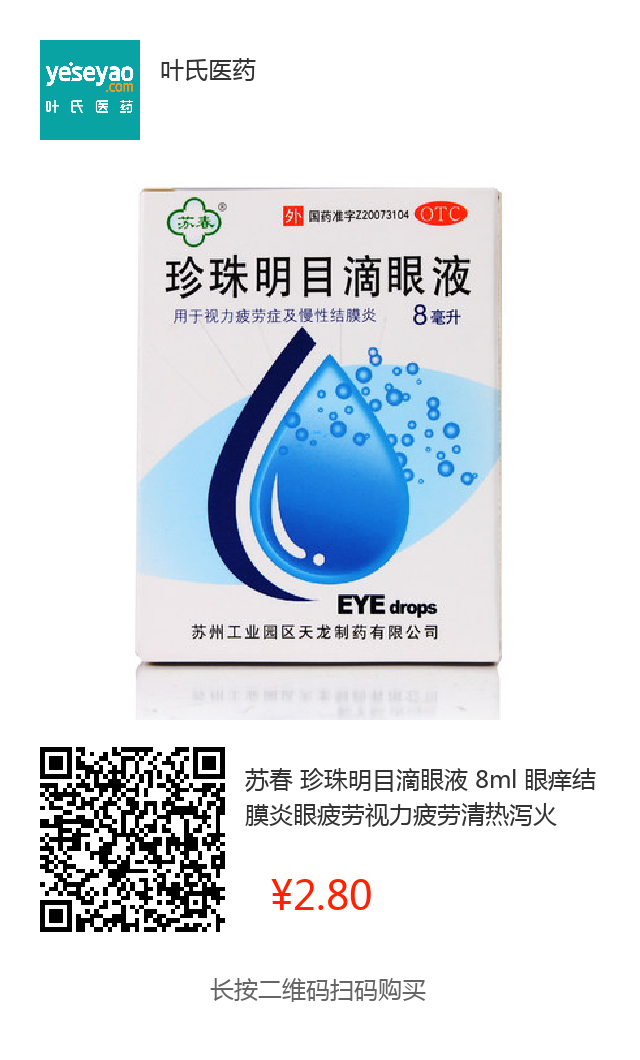 yeseyao
.com
叶氏医药
叶氏医药
苏春®
外 国药准字Z20073104 OTC
珍珠明目滴眼液
用于视力疲劳症及慢性结膜炎 8毫升
EYE drops
苏州工业园区天龙制药有限公司
苏春 珍珠明目滴眼液 8ml 眼痒结
膜炎眼疲劳视力疲劳清热泻火
¥2.80
长按二维码扫码购买